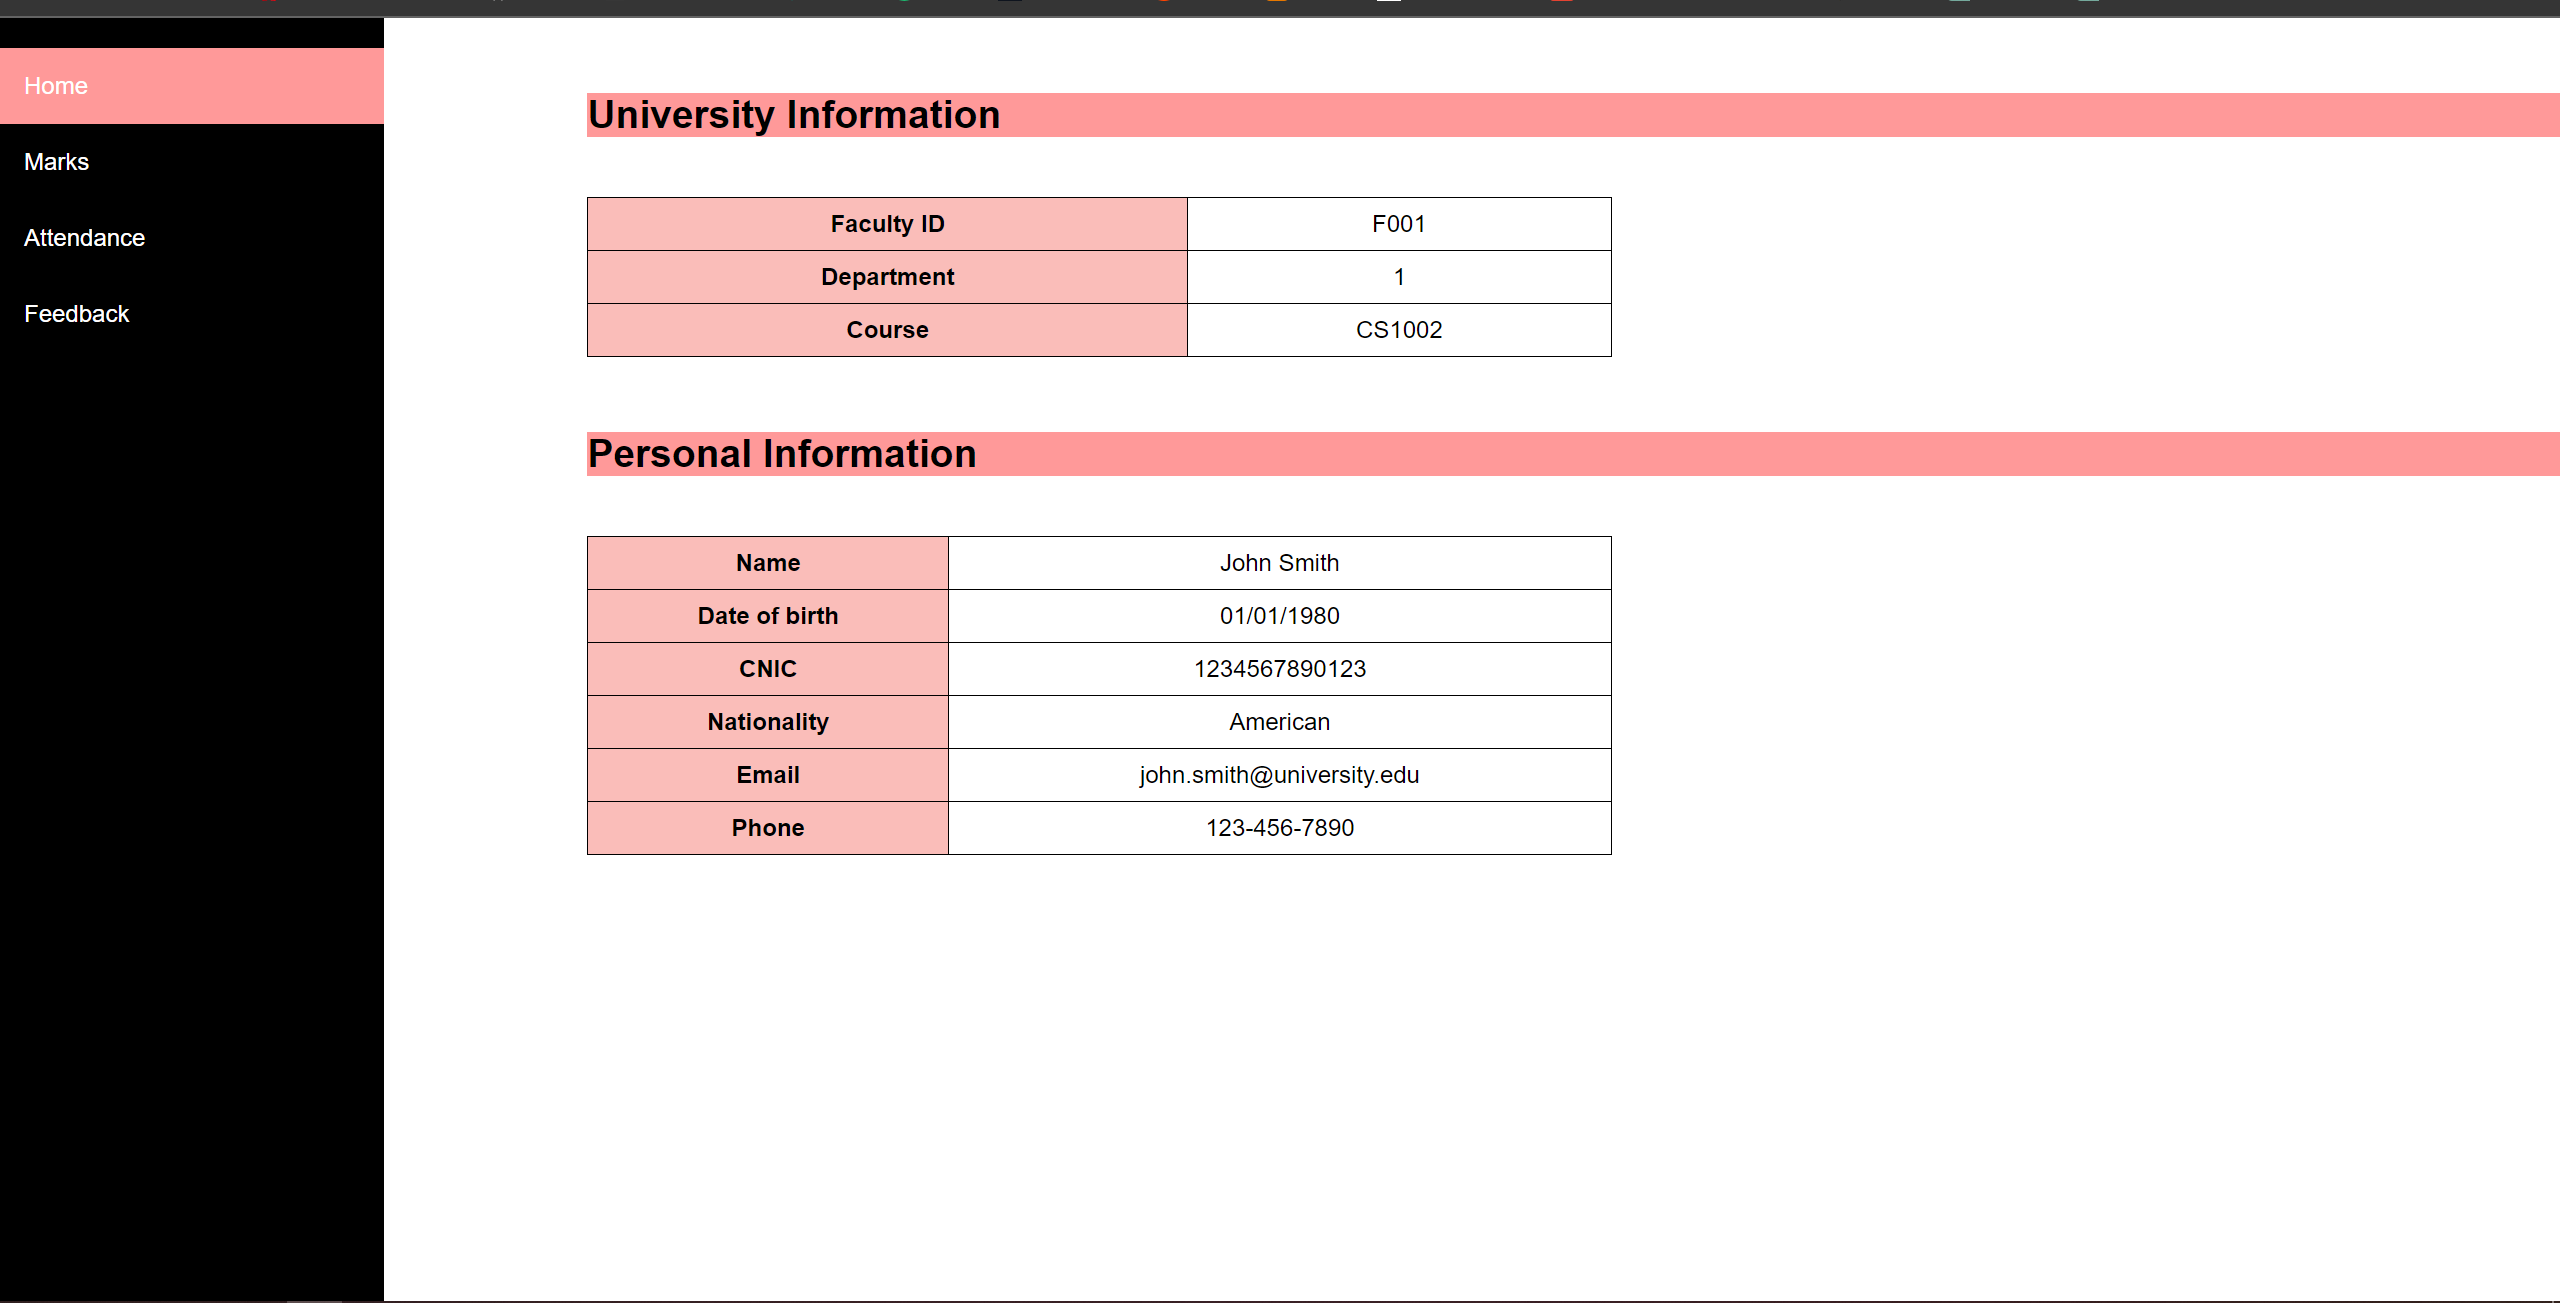 Home
Marks
Attendance
Feedback
University Information
Faculty ID F001
Department 1
Course CS1002
Personal Information
Name John Smith
Date of birth 01/01/1980
CNIC 1234567890123
Nationality American
Email john.smith@university.edu
Phone 123-456-7890